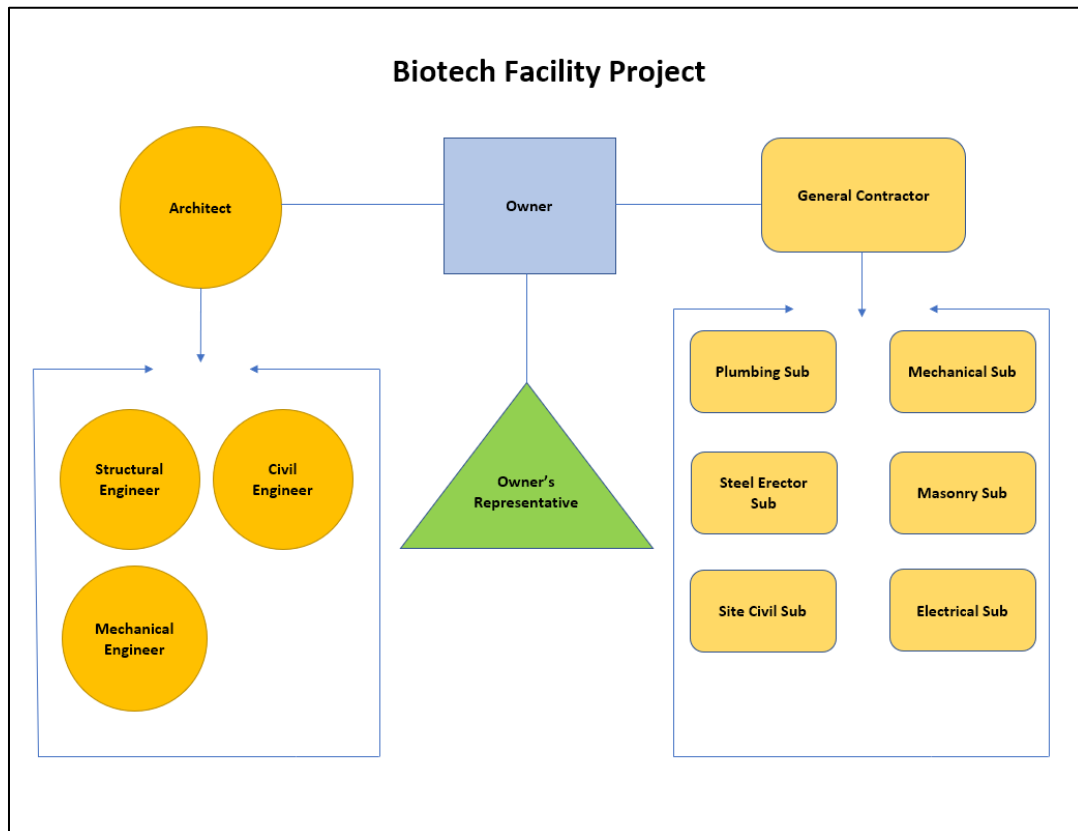 Biotech Facility Project
Architect
Owner
General Contractor
Plumbing Sub
Mechanical Sub
Structural
Engineer
Civil
Engineer
Owner’s
Representative
Steel Erector
Sub
Masonry Sub
Mechanical
Engineer
Site Civil Sub
Electrical Sub